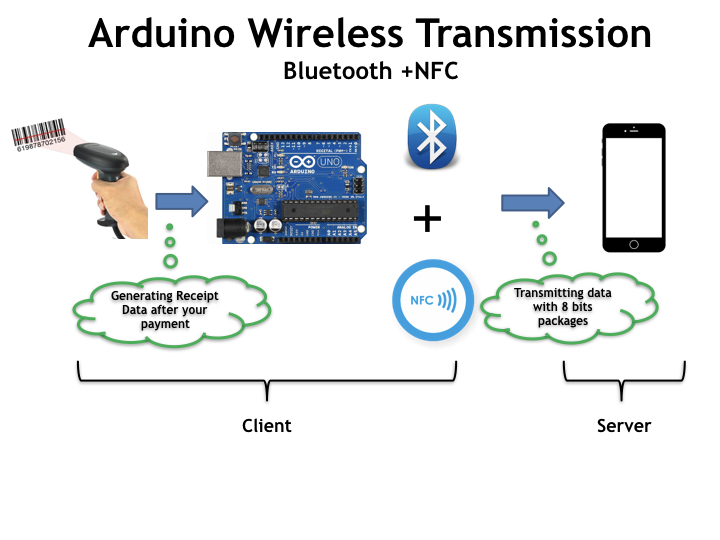 Arduino Wireless Transmission
Bluetooth +NFC
619878702156
UNO
ARDUINO
+
NFC
Generating Receipt
Data after your
payment
Transmitting data
with 8 bits
packages
Client
Server